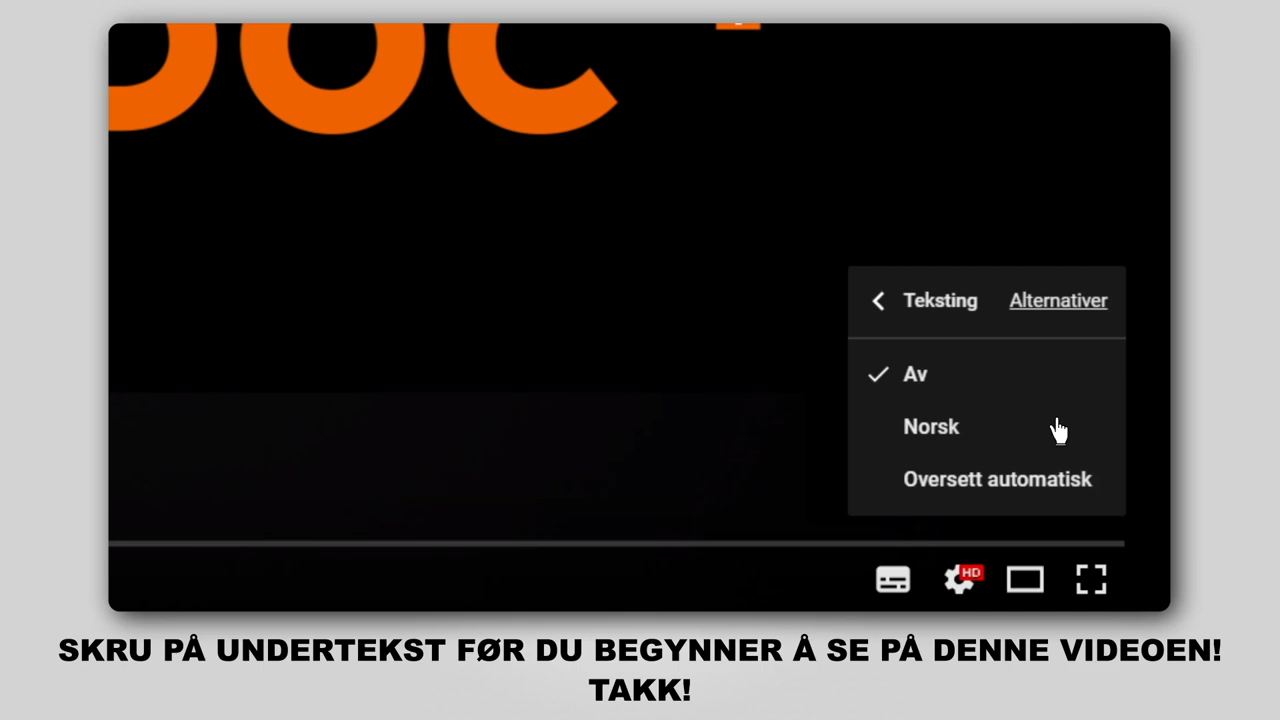 Teksting Alternativer
Av
Norsk
Oversett automatisk
HD
SKRU PÅ UNDERTEKST FØR DU BEGYNNER Å SE PÅ DENNE VIDEOEN!
TAKK!